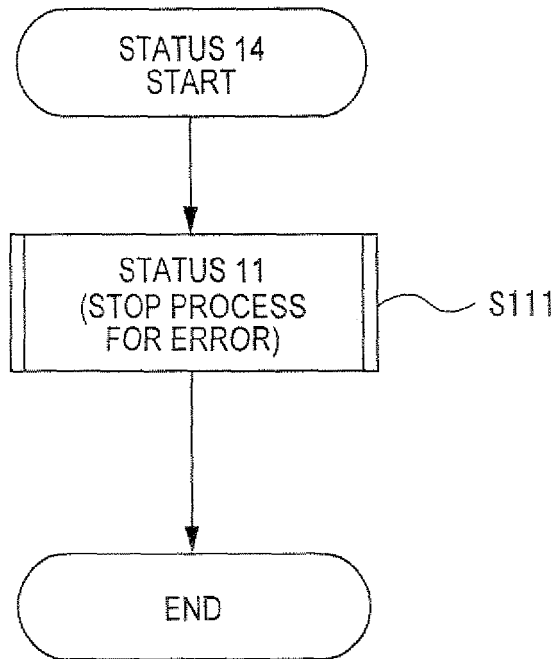 STATUS 14
START
STATUS 11
(STOP PROCESS
FOR ERROR)
S111
END